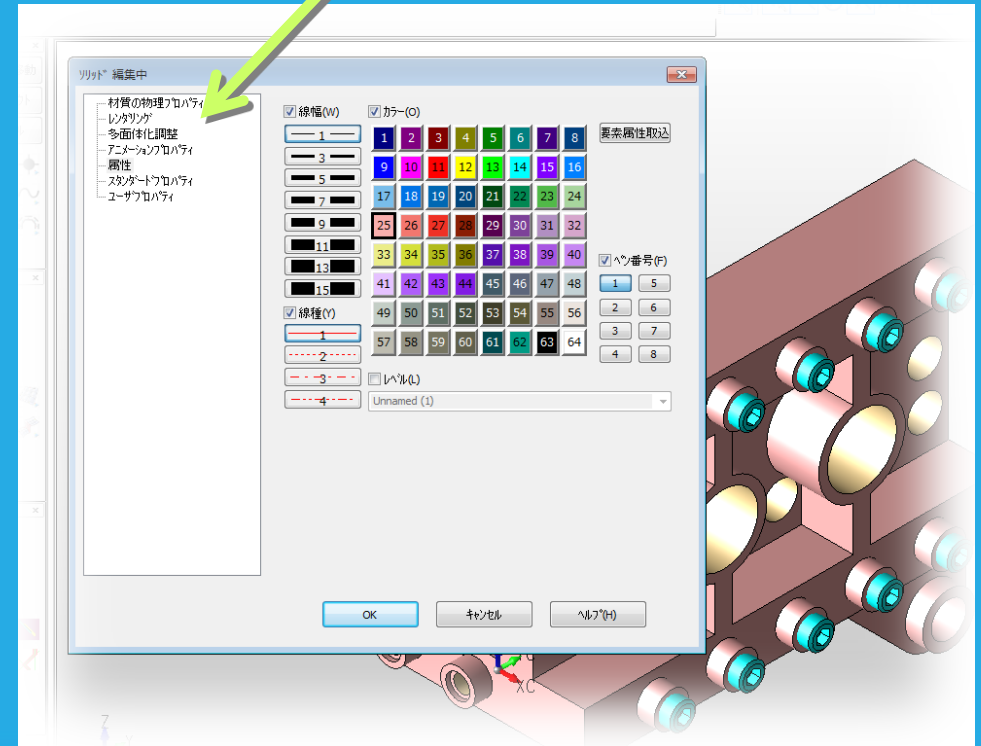 ｿﾘｯﾄﾞ 編集中
材質の物理ﾌﾟﾛﾊﾟﾃｨ
ﾚﾝﾀﾞﾘﾝｸﾞ
多面体化調整
ｱﾆﾒｰｼｮﾝﾌﾟﾛﾊﾟﾃｨ
属性
ｽﾀﾝﾀﾞｰﾄﾞﾌﾟﾛﾊﾟﾃｨ
ﾕｰｻﾞﾌﾟﾛﾊﾟﾃｨ
線幅(W)
1
3
5
7
9
11
13
15
線種(Y)
1
2
3
4
ｶﾗｰ(O)
1 2 3 4 5 6 7 8
9 10 11 12 13 14 15 16
17 18 19 20 21 22 23 24
25 26 27 28 29 30 31 32
33 34 35 36 37 38 39 40
41 42 43 44 45 46 47 48
49 50 51 52 53 54 55 56
57 58 59 60 61 62 63 64
ﾚﾍﾞﾙ(L)
Unnamed (1)
要素属性取込
ﾍﾟﾝ番号(F)
1 5
2 6
3 7
4 8
OK
ｷｬﾝｾﾙ
ﾍﾙﾌﾟ(H)
XC
Z
X